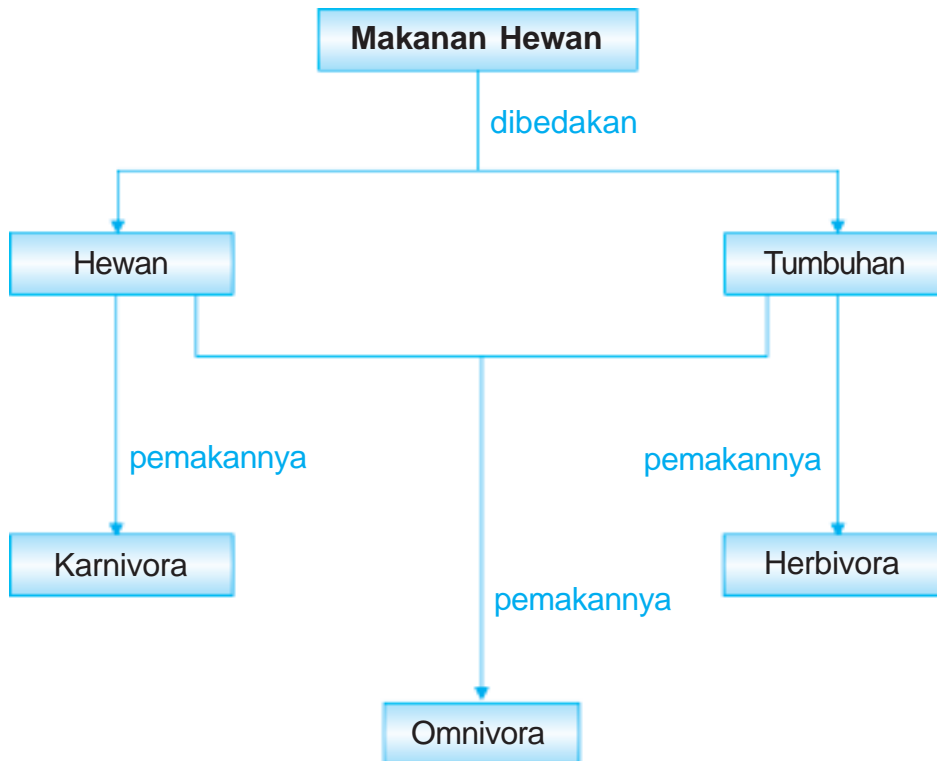 Makanan Hewan
dibedakan
Hewan
Tumbuhan
pemakannya
pemakannya
Karnivora
Herbivora
pemakannya
Omnivora